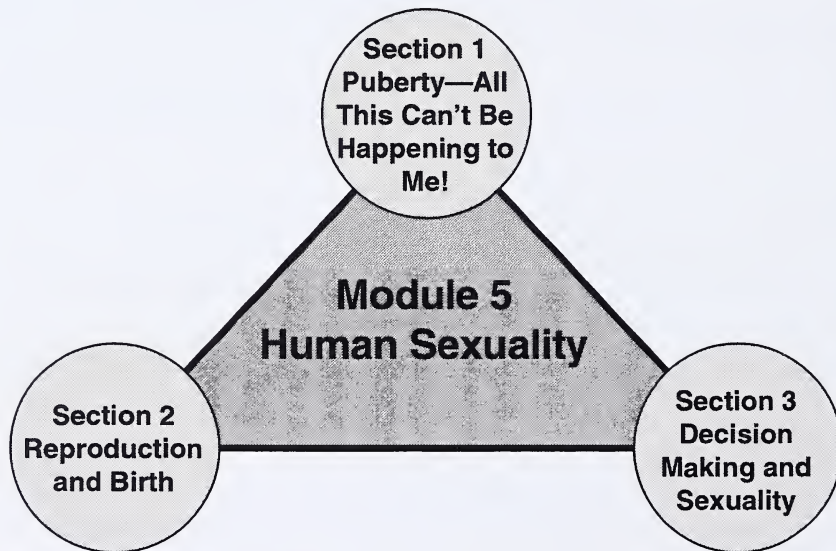 Section 1
Puberty—All
This Can't Be
Happening to
Me!
Module 5
Human Sexuality
Section 2
Reproduction
and Birth
Section 3
Decision
Making and
Sexuality